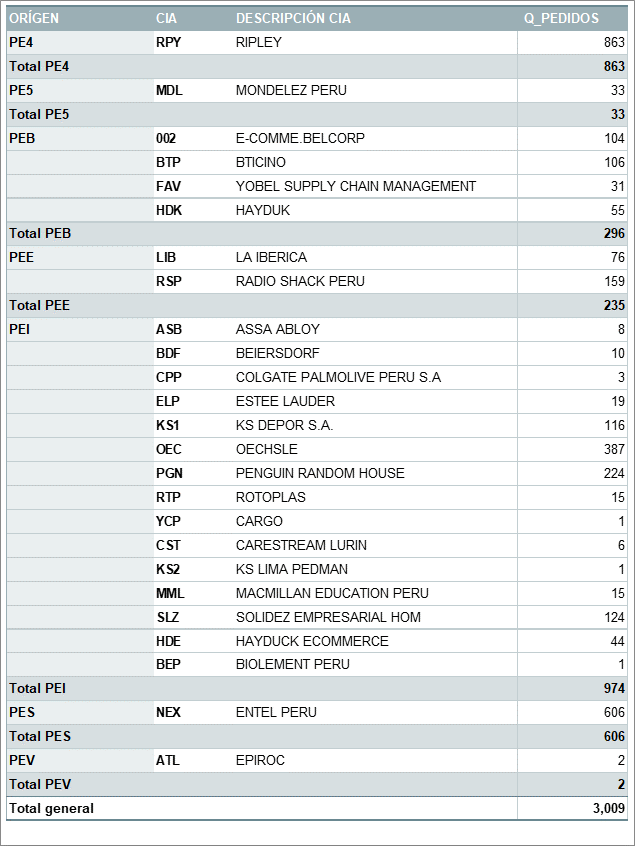 ORÍGEN CIA DESCRIPCIÓN CIA Q_PEDIDOS
PE4 RPY RIPLEY 863
Total PE4 863
PE5 MDL MONDELEZ PERU 33
Total PE5 33
PEB 002 E-COMME.BELCORP 104
BTP BTICINO 106
FAV YOBEL SUPPLY CHAIN MANAGEMENT 31
HDK HAYDUK 55
Total PEB 296
PEE LIB LA IBERICA 76
RSP RADIO SHACK PERU 159
Total PEE 235
PEI ASB ASSA ABLOY 8
BDF BEIERSDORF 10
CPP COLGATE PALMOLIVE PERU S.A 3
ELP ESTEE LAUDER 19
KS1 KS DEPOR S.A. 116
OEC OECHSLE 387
PGN PENGUIN RANDOM HOUSE 224
RTP ROTOPLAS 15
YCP CARGO 1
CST CARESTREAM LURIN 6
KS2 KS LIMA PEDMAN 1
MML MACMILLAN EDUCATION PERU 15
SLZ SOLIDEZ EMPRESARIAL HOM 124
HDE HAYDUCK ECOMMERCE 44
BEP BIOLEMENT PERU 1
Total PEI 974
PES NEX ENTEL PERU 606
Total PES 606
PEV ATL EPIROC 2
Total PEV 2
Total general 3,009